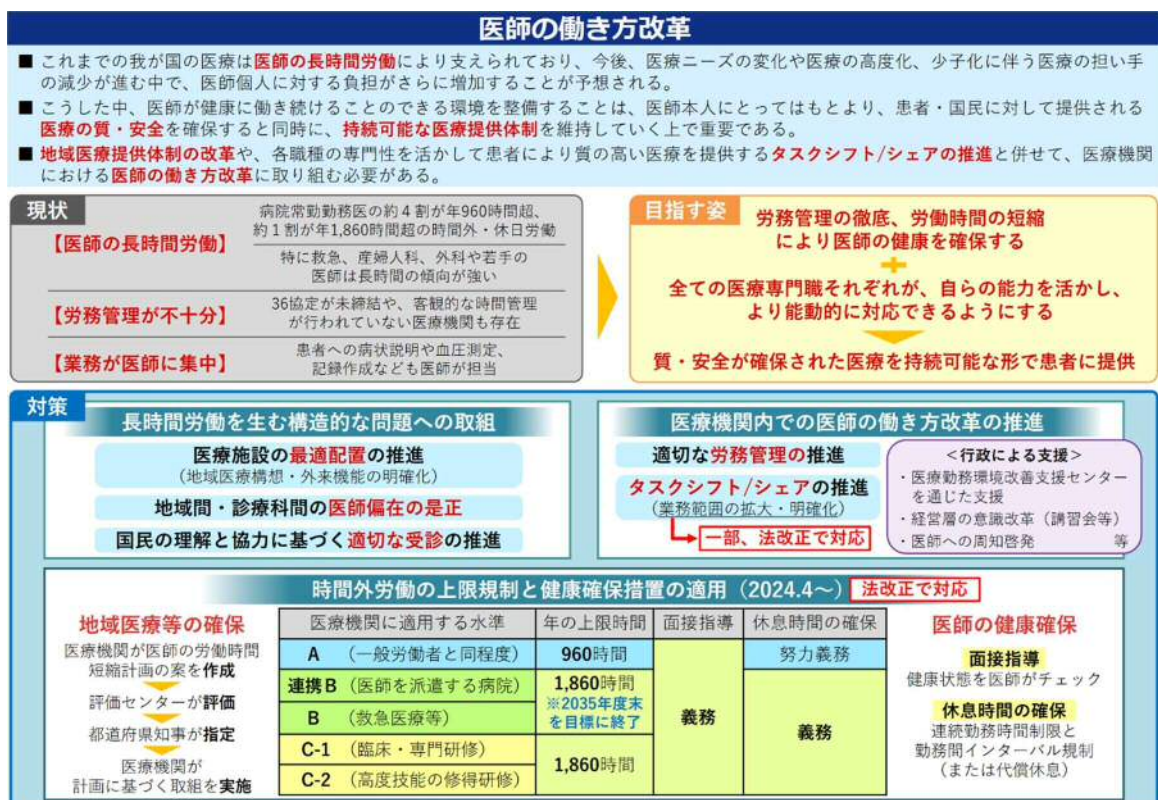 医師の働き方改革
■ これまでの我が国の医療は医師の長時間労働により支えられており、今後、医療ニーズの変化や医療の高度化、少子化に伴う医療の担い手
の減少が進む中で、医師個人に対する負担がさらに増加することが予想される。
■ こうした中、医師が健康に働き続けることのできる環境を整備することは、医師本人にとってはもとより、患者・国民に対して提供される
医療の質・安全を確保すると同時に、持続可能な医療提供体制を維持していく上で重要である。
■ 地域医療提供体制の改革や、各職種の専門性を活かして患者により質の高い医療を提供するタスクシフト/シェアの推進と併せて、医療機関
における医師の働き方改革に取り組む必要がある。
現状
【医師の長時間労働】
病院常勤勤務医の約4割が年960時間超、
約1割が年1,860時間超の時間外・休日労働
特に救急、産婦人科、外科や若手の
医師は長時間の傾向が強い
【労務管理が不十分】
36協定が未締結や、客観的な時間管理
が行われていない医療機関も存在
【業務が医師に集中】
患者への病状説明や血圧測定、
記録作成なども医師が担当
目指す姿
労務管理の徹底、労働時間の短縮
により医師の健康を確保する
+
全ての医療専門職それぞれが、自らの能力を活かし、
より能動的に対応できるようにする
質・安全が確保された医療を持続可能な形で患者に提供
対策
長時間労働を生む構造的な問題への取組
医療施設の最適配置の推進
(地域医療構想・外来機能の明確化)
地域間・診療科間の医師偏在の是正
国民の理解と協力に基づく適切な受診の推進
医療機関内での医師の働き方改革の推進
適切な労務管理の推進
タスクシフト/シェアの推進
(業務範囲の拡大・明確化)
一部、法改正で対応
<行政による支援>
・医療勤務環境改善支援センター
を通じた支援
・経営層の意識改革（講習会等）
・医師への周知啓発 等
時間外労働の上限規制と健康確保措置の適用（2024.4～） 法改正で対応
地域医療等の確保
医療機関が医師の労働時間
短縮計画の案を作成
評価センターが評価
都道府県知事が指定
医療機関が
計画に基づく取組を実施
医療機関に適用する水準 年の上限時間 面接指導 休息時間の確保
A （一般労働者と同程度） 960時間 努力義務
連携B （医師を派遣する病院） 1,860時間
※2035年度末
を目標に終了
B （救急医療等）
義務 義務
C-1 （臨床・専門研修） 1,860時間
C-2 （高度技能の修得研修）
医師の健康確保
面接指導
健康状態を医師がチェック
休息時間の確保
連続勤務時間制限と
勤務間インターバル規制
（または代償休息）